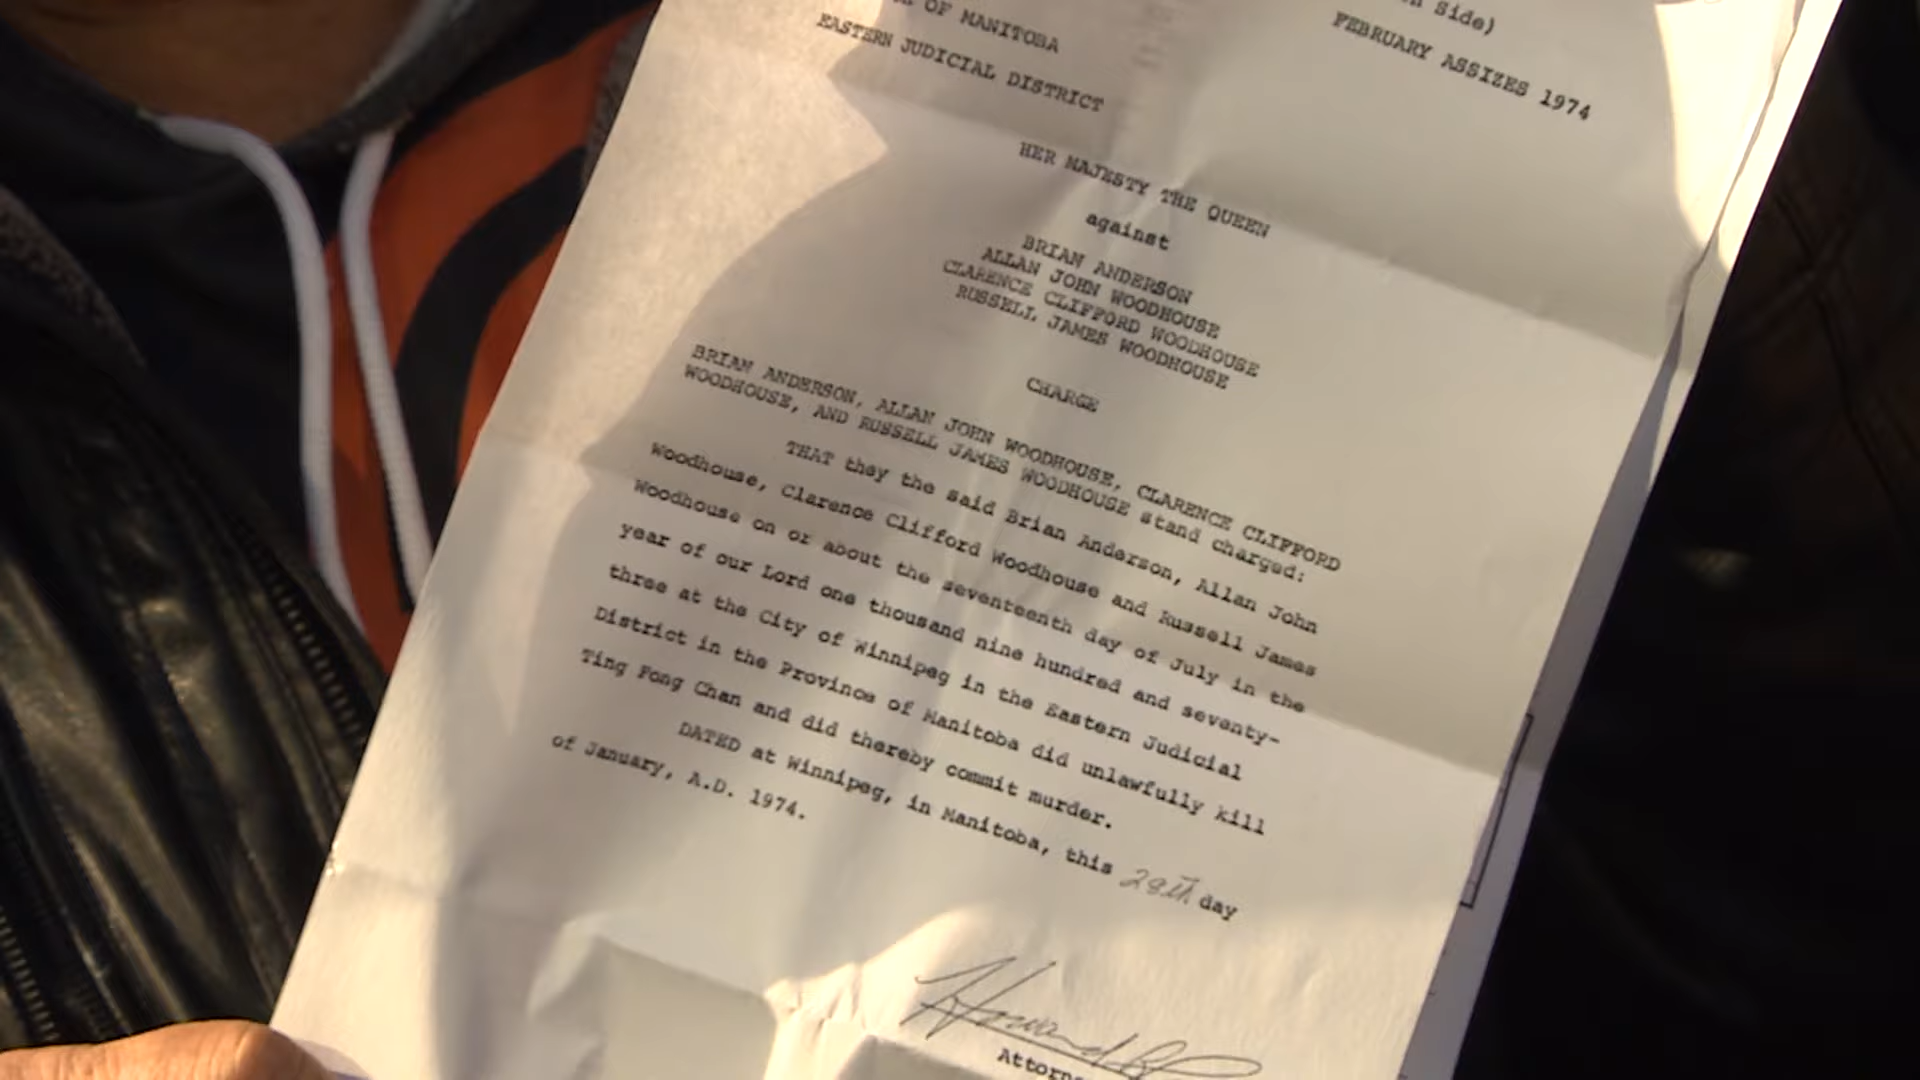 OF MANITOBA
EASTERN JUDICIAL DISTRICT
Side)
FEBRUARY ASSIZES 1974
HER MAJESTY THE QUEEN
against
BRIAN ANDERSON
ALLAN JOHN WOODHOUSE
CLARENCE CLIFFORD WOODHOUSE
RUSSELL JAMES WOODHOUSE
CHARGE
BRIAN ANDERSON, ALLAN JOHN WOODHOUSE, CLARENCE CLIFFORD
WOODHOUSE, AND RUSSELL JAMES WOODHOUSE stand charged:
THAT they the said Brian Anderson, Allan John
Woodhouse, Clarence Clifford Woodhouse and Russell James
Woodhouse on or about the seventeenth day of July in the
year of our Lord one thousand nine hundred and seventy-
three at the City of Winnipeg in the Eastern Judicial
District in the Province of Manitoba did unlawfully kill
Ting Fong Chan and did thereby commit murder.
DATED at Winnipeg, in Manitoba, this 28th day
of January, A.D. 1974.